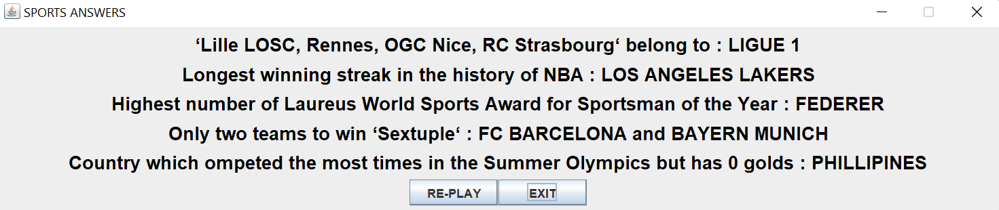 SPORTS ANSWERS
‘Lille LOSC, Rennes, OGC Nice, RC Strasbourg‘ belong to : LIGUE 1
Longest winning streak in the history of NBA : LOS ANGELES LAKERS
Highest number of Laureus World Sports Award for Sportsman of the Year : FEDERER
Only two teams to win ‘Sextuple‘ : FC BARCELONA and BAYERN MUNICH
Country which ompeted the most times in the Summer Olympics but has 0 golds : PHILLIPINES
RE-PLAY EXIT